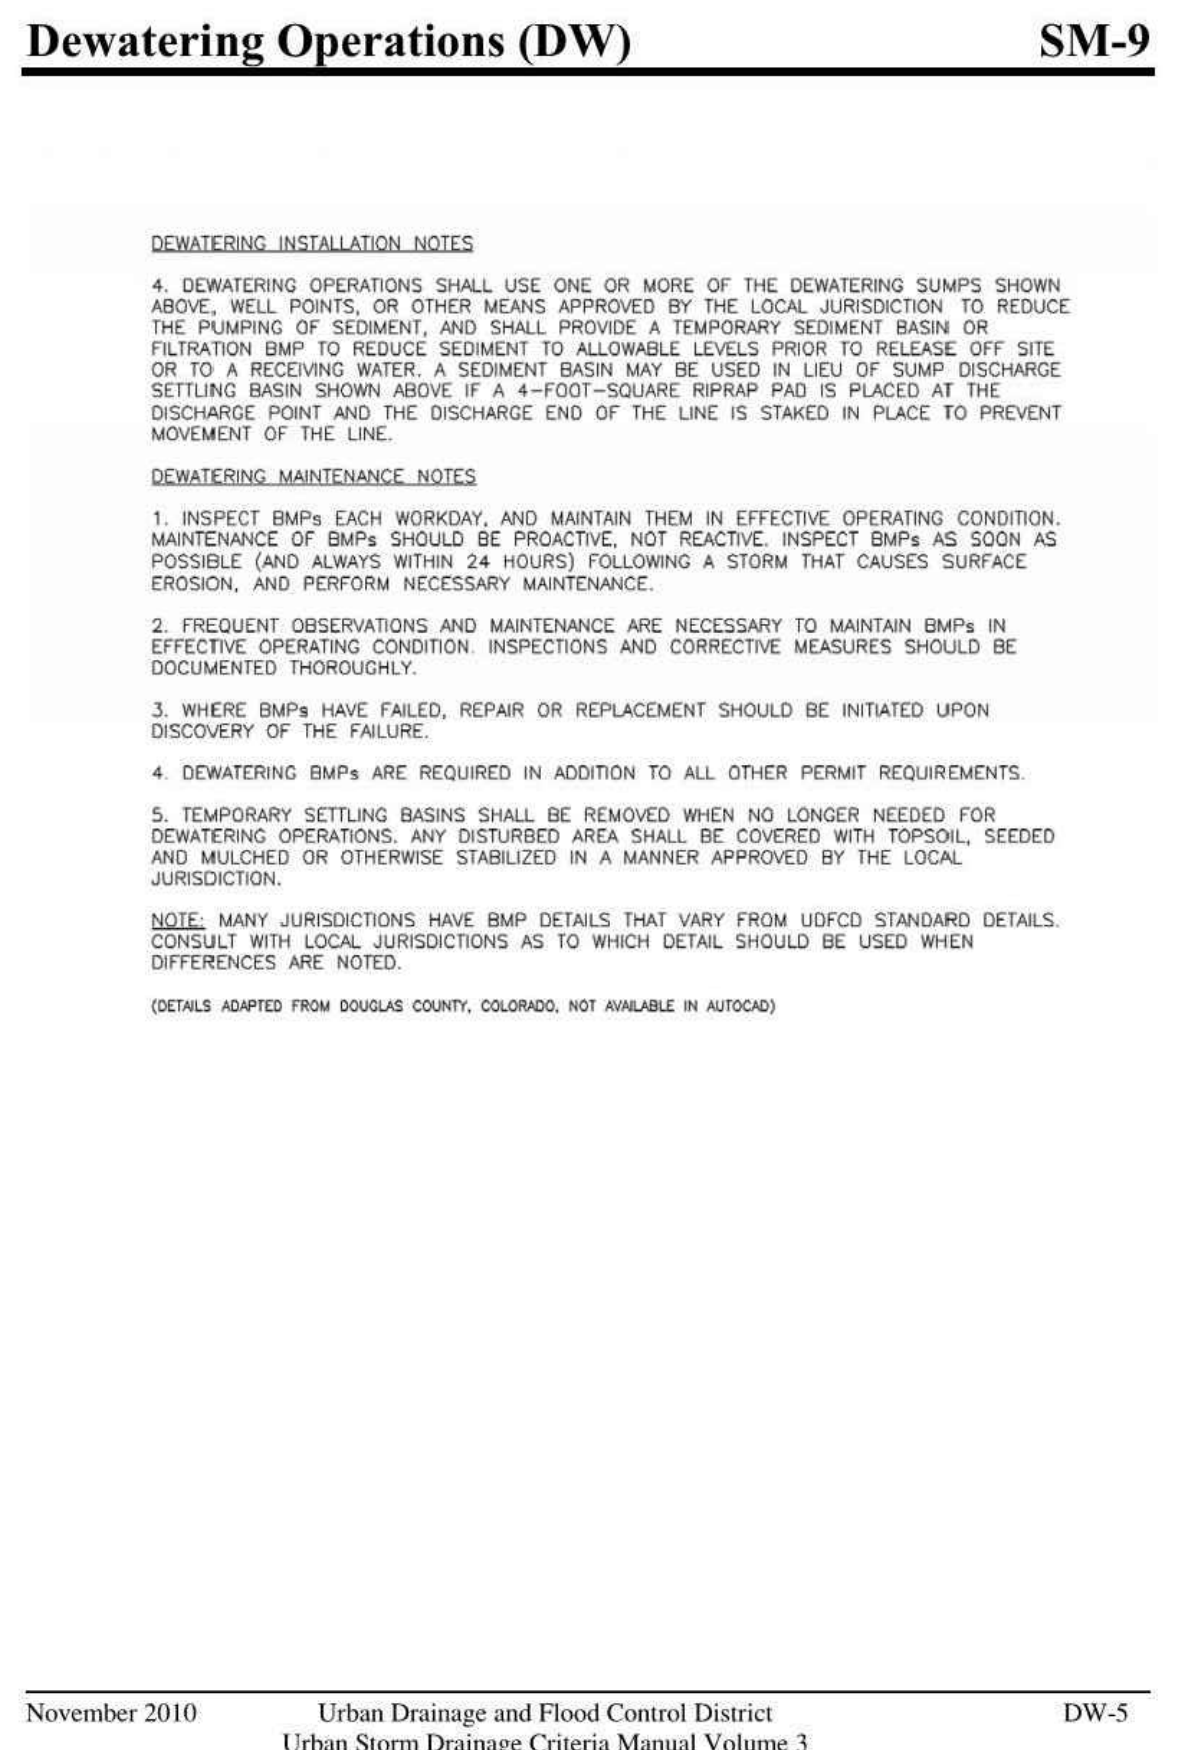 Dewatering Operations (DW) SM-9
DEWATERING INSTALLATION NOTES
4. DEWATERING OPERATIONS SHALL USE ONE OR MORE OF THE DEWATERING SUMPS SHOWN
ABOVE, WELL POINTS, OR OTHER MEANS APPROVED BY THE LOCAL JURISDICTION TO REDUCE
THE PUMPING OF SEDIMENT, AND SHALL PROVIDE A TEMPORARY SEDIMENT BASIN OR
FILTRATION BMP TO REDUCE SEDIMENT TO ALLOWABLE LEVELS PRIOR TO RELEASE OFF SITE
OR TO A RECEIVING WATER. A SEDIMENT BASIN MAY BE USED IN LIEU OF SUMP DISCHARGE
SETTLING BASIN SHOWN ABOVE IF A 4-FOOT-SQUARE RIPRAP PAD IS PLACED AT THE
DISCHARGE POINT AND THE DISCHARGE END OF THE LINE IS STAKED IN PLACE TO PREVENT
MOVEMENT OF THE LINE.
DEWATERING MAINTENANCE NOTES
1. INSPECT BMPs EACH WORKDAY, AND MAINTAIN THEM IN EFFECTIVE OPERATING CONDITION.
MAINTENANCE OF BMPs SHOULD BE PROACTIVE, NOT REACTIVE. INSPECT BMPs AS SOON AS
POSSIBLE (AND ALWAYS WITHIN 24 HOURS) FOLLOWING A STORM THAT CAUSES SURFACE
EROSION, AND PERFORM NECESSARY MAINTENANCE.
2. FREQUENT OBSERVATIONS AND MAINTENANCE ARE NECESSARY TO MAINTAIN BMPs IN
EFFECTIVE OPERATING CONDITION. INSPECTIONS AND CORRECTIVE MEASURES SHOULD BE
DOCUMENTED THOROUGHLY.
3. WHERE BMPs HAVE FAILED, REPAIR OR REPLACEMENT SHOULD BE INITIATED UPON
DISCOVERY OF THE FAILURE.
4. DEWATERING BMPs ARE REQUIRED IN ADDITION TO ALL OTHER PERMIT REQUIREMENTS.
5. TEMPORARY SETTLING BASINS SHALL BE REMOVED WHEN NO LONGER NEEDED FOR
DEWATERING OPERATIONS. ANY DISTURBED AREA SHALL BE COVERED WITH TOPSOIL, SEEDED
AND MULCHED OR OTHERWISE STABILIZED IN A MANNER APPROVED BY THE LOCAL
JURISDICTION.
NOTE: MANY JURISDICTIONS HAVE BMP DETAILS THAT VARY FROM UDFCD STANDARD DETAILS.
CONSULT WITH LOCAL JURISDICTIONS AS TO WHICH DETAIL SHOULD BE USED WHEN
DIFFERENCES ARE NOTED.
(DETAILS ADAPTED FROM DOUGLAS COUNTY, COLORADO, NOT AVAILABLE IN AUTOCAD)
November 2010 Urban Drainage and Flood Control District DW-5
Urban Storm Drainage Criteria Manual Volume 3